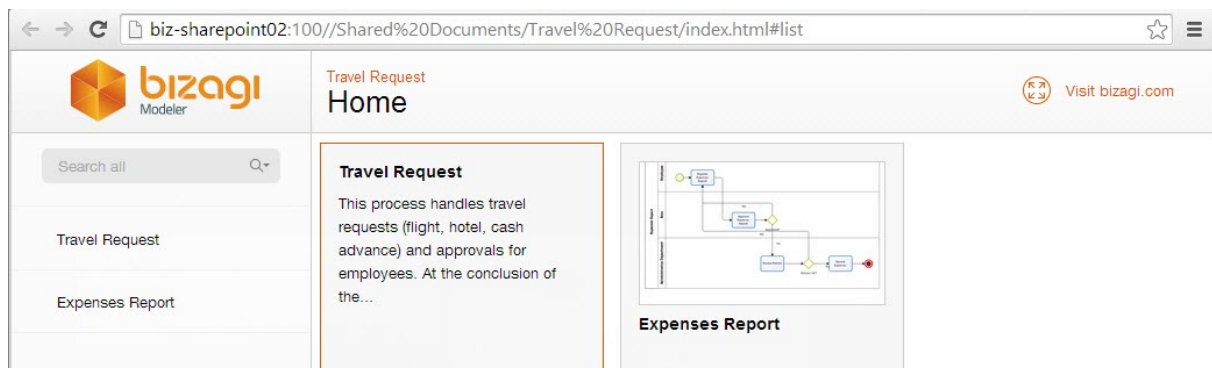 biz-sharepoint02:100//Shared%20Documents/Travel%20Request/index.html#list
bizagi
Modeler
Travel Request
Home
Visit bizagi.com
Search all
Travel Request
Expenses Report
Travel Request
This process handles travel
requests (flight, hotel, cash
advance) and approvals for
employees. At the conclusion of
the...
Expenses Report